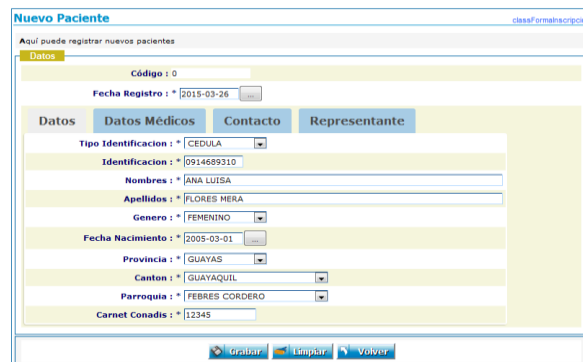 Nuevo Paciente
classFormaInscripci
Aquí puede registrar nuevos pacientes
Datos
Código : 0
Fecha Registro : * 2015-03-26 ...
Datos Datos Médicos Contacto Representante
Tipo Identificacion : * CEDULA
Identificacion : * 0914689310
Nombres : * ANA LUISA
Apellidos : * FLORES MERA
Genero : * FEMENINO
Fecha Nacimiento : * 2005-03-01 ...
Provincia : * GUAYAS
Canton : * GUAYAQUIL
Parroquia : * FEBRES CORDERO
Carnet Conadis : * 12345
Grabar Limpiar Volver